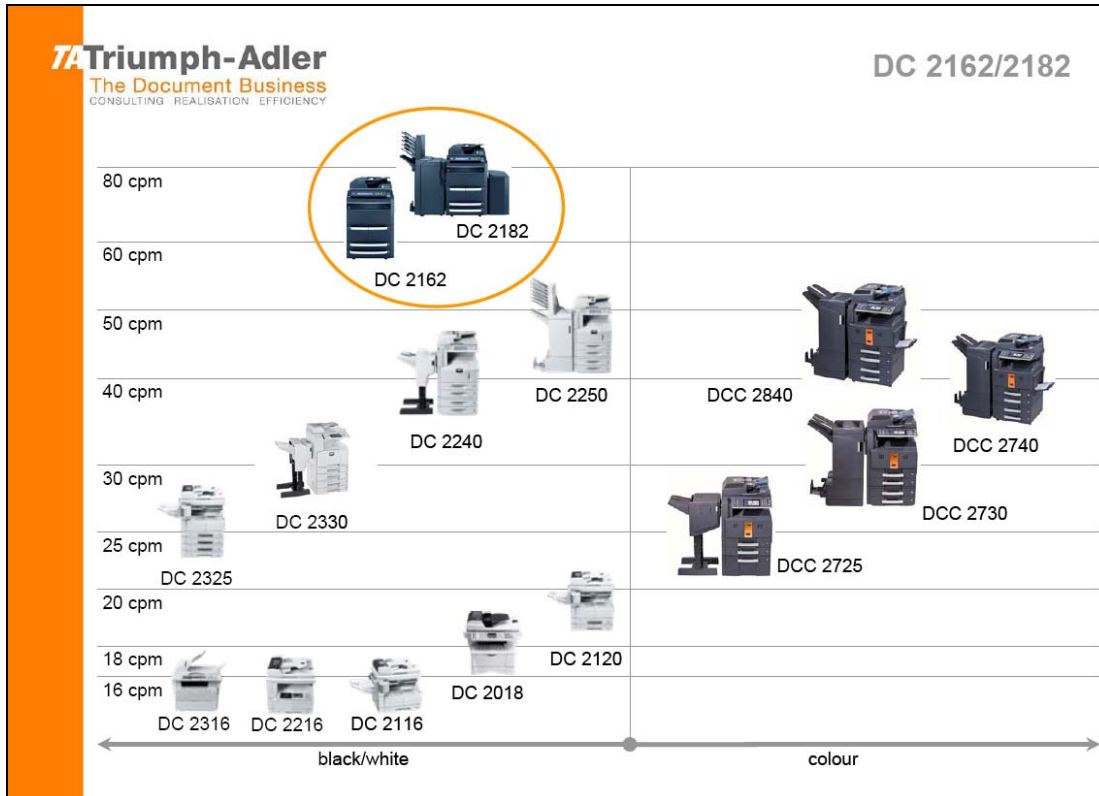 TA Triumph-Adler
The Document Business
CONSULTING REALISATION EFFICIENCY
DC 2162/2182
80 cpm
DC 2182
60 cpm
DC 2162
50 cpm
40 cpm
DC 2250
DCC 2840
DC 2240
DCC 2740
30 cpm
DC 2330
DCC 2730
25 cpm
DC 2325
DCC 2725
20 cpm
18 cpm
DC 2120
16 cpm
DC 2018
DC 2316
DC 2216
DC 2116
black/white
colour